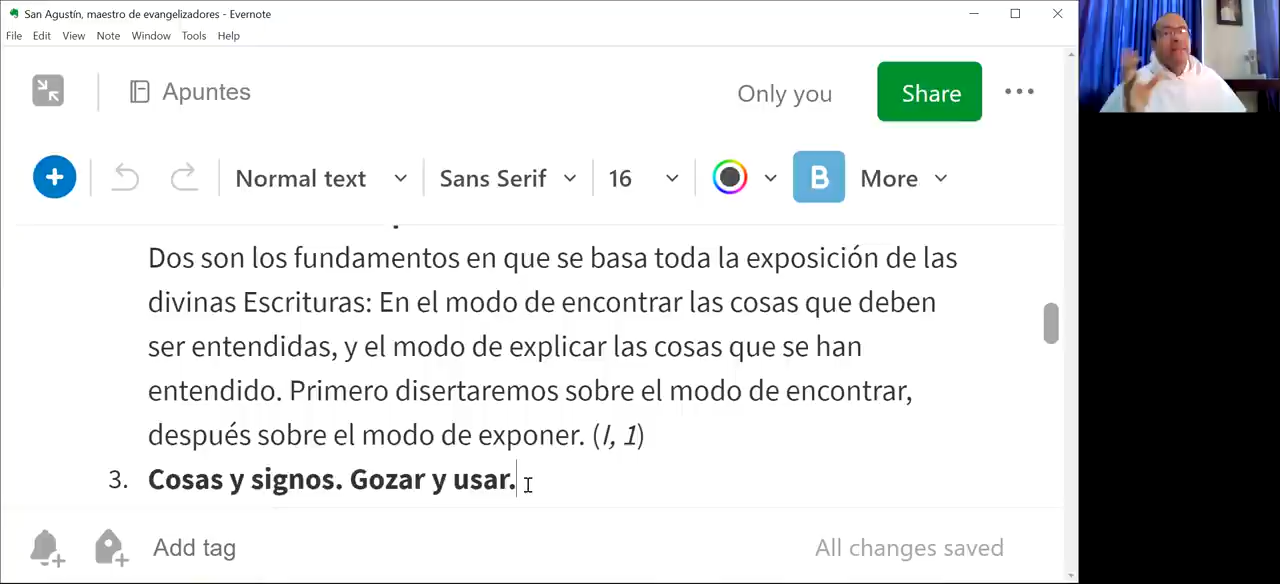 San Agustín, maestro de evangelizadores - Evernote
File Edit View Note Window Tools Help
Apuntes
Only you
Share
Normal text
Sans Serif
16
B
More
Dos son los fundamentos en que se basa toda la exposición de las
divinas Escrituras: En el modo de encontrar las cosas que deben
ser entendidas, y el modo de explicar las cosas que se han
entendido. Primero disertaremos sobre el modo de encontrar,
después sobre el modo de exponer. (I, 1)
3. Cosas y signos. Gozar y usar.
Add tag
All changes saved